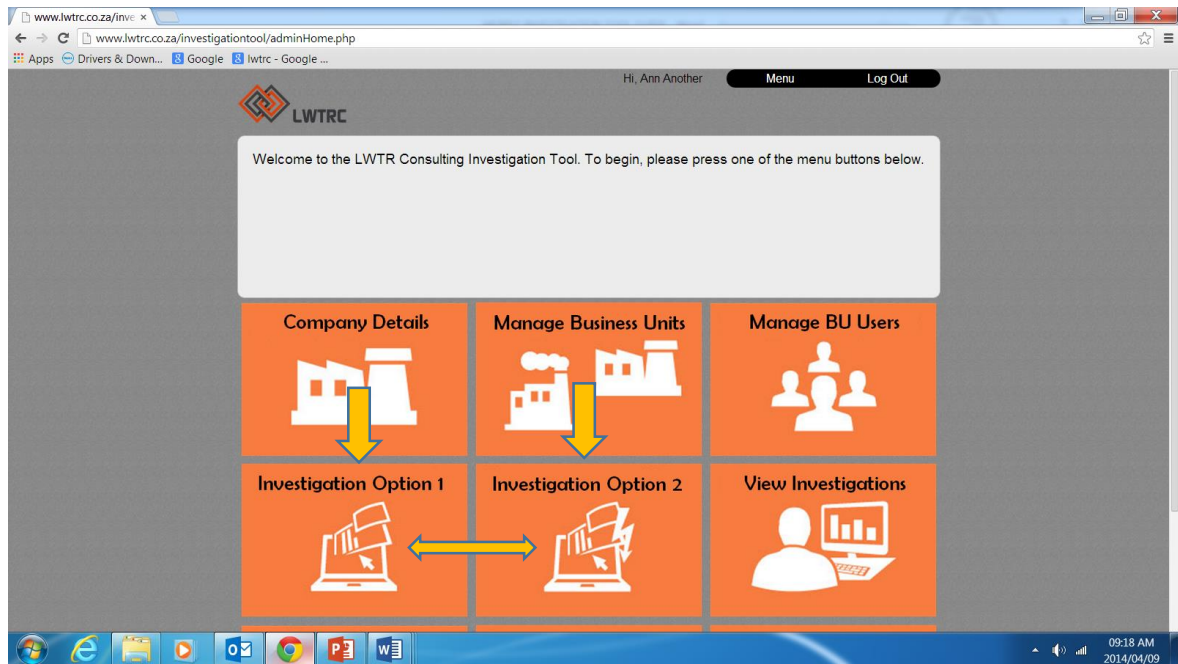 www.lwtrc.co.za/inve
www.lwtrc.co.za/investigationtool/adminHome.php
Apps Drivers & Down... Google lwtrc - Google ...
Hi, Ann Another Menu Log Out
LWTRC
Welcome to the LWTR Consulting Investigation Tool. To begin, please press one of the menu buttons below.
Company Details Manage Business Units Manage BU Users
Investigation Option 1 Investigation Option 2 View Investigations
09:18 AM
2014/04/09